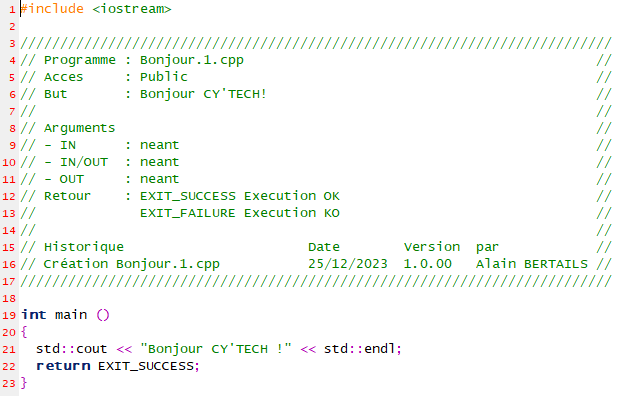 1 #include <iostream>
2
3 //////////////////////////////////////////////////////////////////////////
4 // Programme : Bonjour.1.cpp                                            //
5 // Acces     : Public                                                   //
6 // But       : Bonjour CY'TECH!                                         //
7 //                                                                      //
8 // Arguments                                                            //
9 // - IN      : neant                                                    //
10 // - IN/OUT  : neant                                                    //
11 // - OUT     : neant                                                    //
12 // Retour    : EXIT_SUCCESS Execution OK                                //
13 //             EXIT_FAILURE Execution KO                                //
14 //                                                                      //
15 // Historique                       Date        Version  par            //
16 // Création Bonjour.1.cpp           25/12/2023  1.0.00   Alain BERTAILS //
17 //////////////////////////////////////////////////////////////////////////
18
19 int main ()
20 {
21   std::cout << "Bonjour CY'TECH !" << std::endl;
22   return EXIT_SUCCESS;
23 }